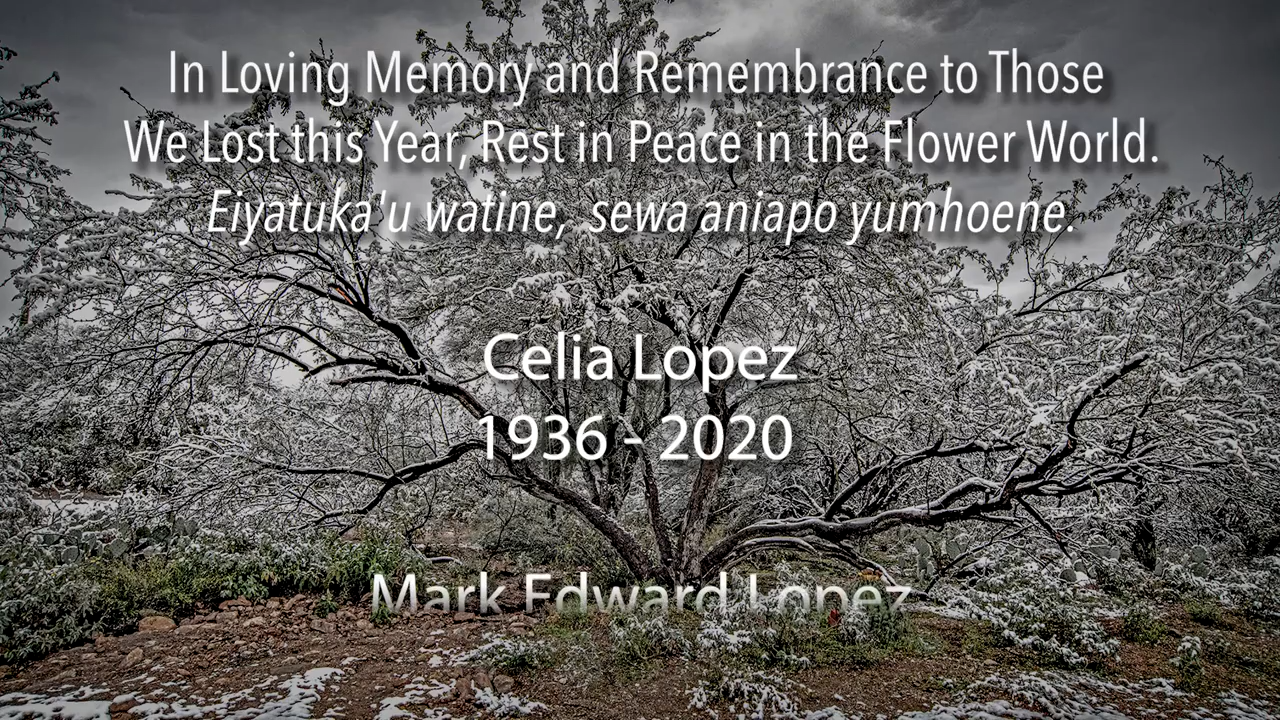 In Loving Memory and Remembrance to Those
We Lost this Year, Rest in Peace in the Flower World.
Eiyatuka'u watine, sewa aniapo yumhoene.
Celia Lopez
1936 - 2020
Mark Edward Lopez